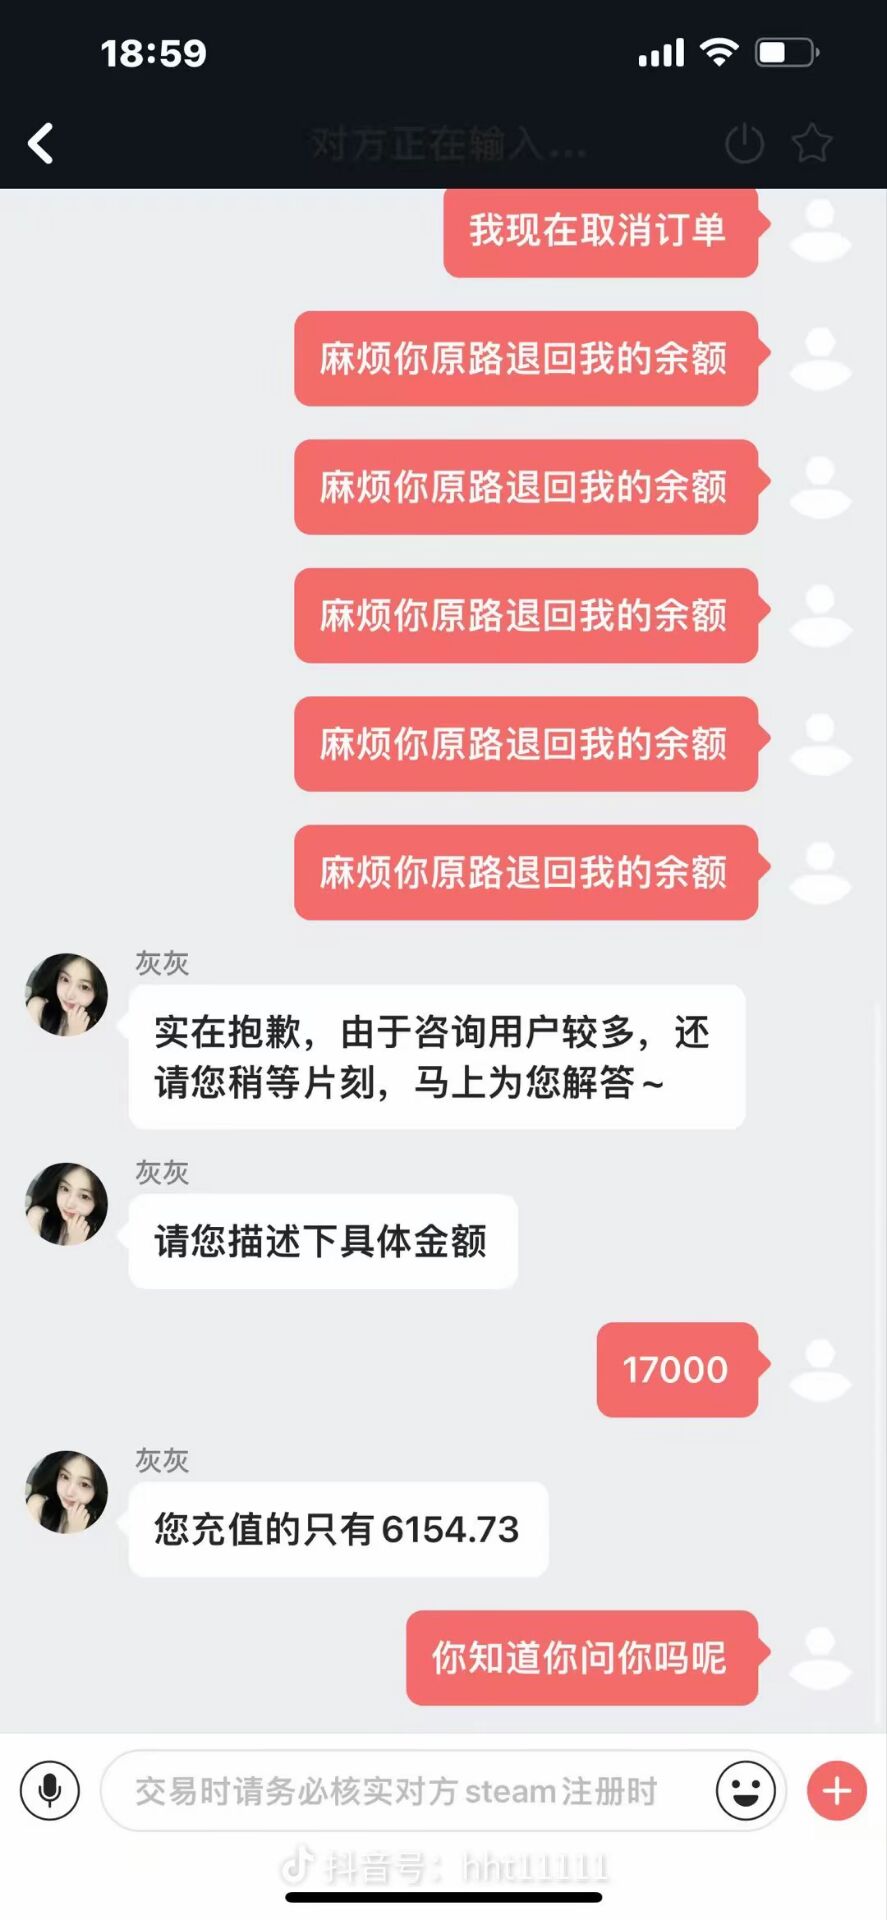 18:59
对方正在输入...
我现在取消订单
麻烦你原路退回我的余额
麻烦你原路退回我的余额
麻烦你原路退回我的余额
麻烦你原路退回我的余额
麻烦你原路退回我的余额
灰灰
实在抱歉，由于咨询用户较多，还
请您稍等片刻，马上为您解答~
灰灰
请您描述下具体金额
17000
灰灰
您充值的只有6154.73
你知道你问你吗呢
交易时请务必核实对方steam注册时
抖音号：hht11111